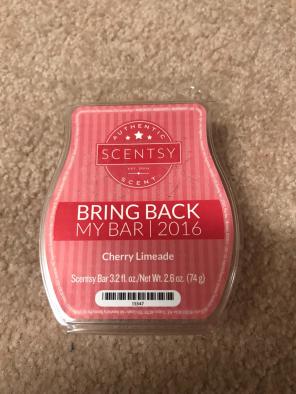 AUTHENTIC
SCENTSY
SCENT
BRING BACK
MY BAR | 2016
Cherry Limeade
Scentsy Bar 3.2 fl. oz./Net Wt. 2.6 oz. (74 g)